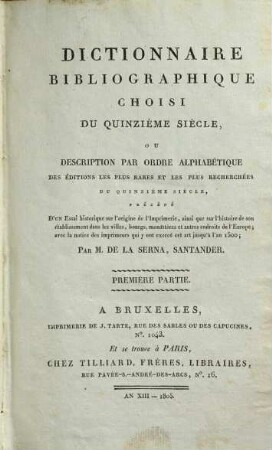 DICTIONNAIRE
BIBLIOGRAPHIQUE
CHOISI
DU QUINZIÈME SIÈCLE,
OU
DESCRIPTION PAR ORDRE ALPHABÉTIQUE
DES ÉDITIONS LES PLUS RARES ET LES PLUS RECHERCHÉES
DU QUINZIÈME SIÈCLE,
PRÉCÉDÉ
D'un Essai historique sur l'origine de l'Imprimerie, ainsi que sur l'histoire de son
établissement dans les villes, bourgs, monastères et autres endroits de l'Europe;
avec la notice des imprimeurs qui y ont exercé cet art jusqu'à l'an 1500;
PAR M. DE LA SERNA, SANTANDER.
PREMIÈRE PARTIE.
A BRUXELLES,
IMPRIMERIE DE J. TARTE, RUE DES SABLES OU DES CAPUCINES,
N°. 1043.
Et se trouve à PARIS,
CHEZ TILLIARD, FRÈRES, LIBRAIRES,
RUE PAVÉE-S.-ANDRÉ-DES-ARCS, N°. 16.
AN XIII — 1805.